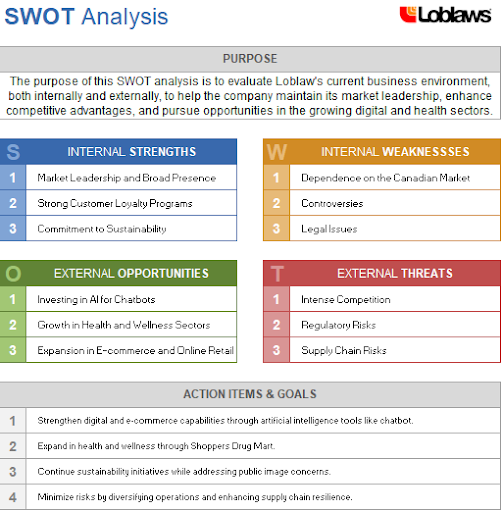 SWOT Analysis
Loblaws
PURPOSE
The purpose of this SWOT analysis is to evaluate Loblaw's current business environment,
both internally and externally, to help the company maintain its market leadership, enhance
competitive advantages, and pursue opportunities in the growing digital and health sectors.
S INTERNAL STRENGTHS
1 Market Leadership and Broad Presence
2 Strong Customer Loyalty Programs
3 Commitment to Sustainability
W INTERNAL WEAKNESSSES
1 Dependence on the Canadian Market
2 Controversies
3 Legal Issues
O EXTERNAL OPPORTUNITIES
1 Investing in AI for Chatbots
2 Growth in Health and Wellness Sectors
3 Expansion in E-commerce and Online Retail
T EXTERNAL THREATS
1 Intense Competition
2 Regulatory Risks
3 Supply Chain Risks
ACTION ITEMS & GOALS
1 Strengthen digital and e-commerce capabilities through artificial intelligence tools like chatbot.
2 Expand in health and wellness through Shoppers Drug Mart.
3 Continue sustainability initiatives while addressing public image concerns.
4 Minimize risks by diversifying operations and enhancing supply chain resilience.